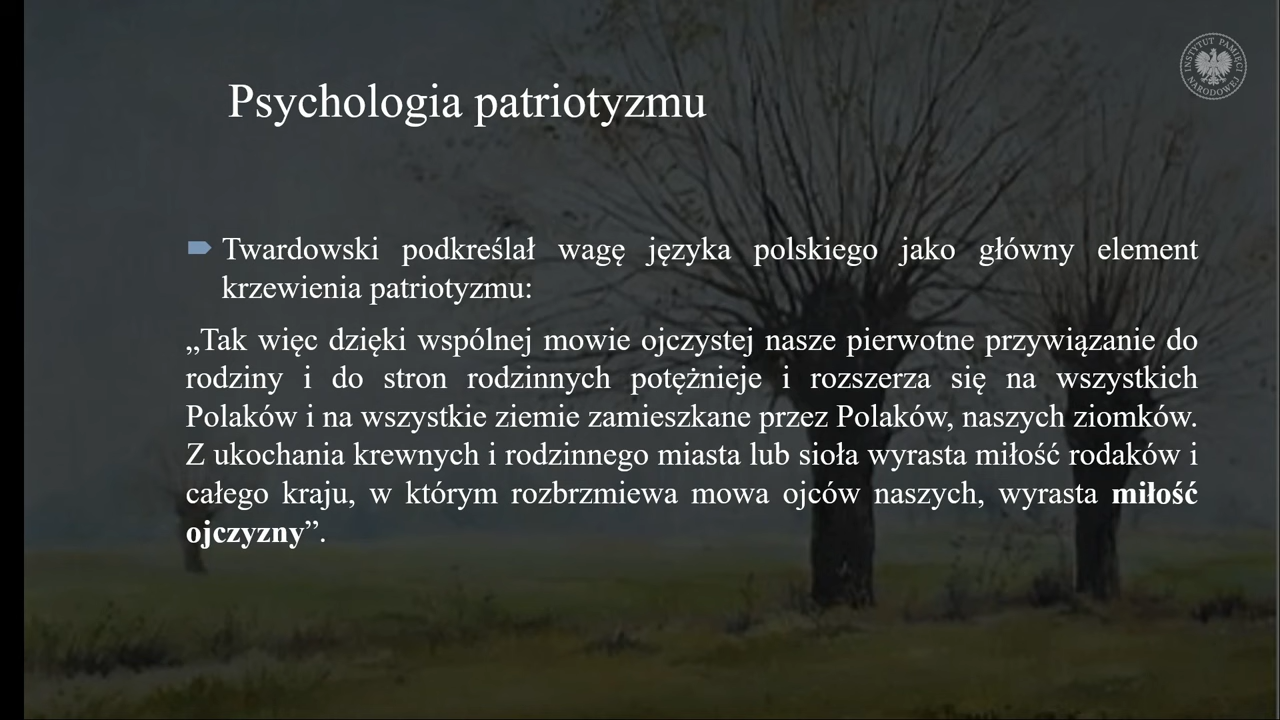 INSTYTUT PAMIĘCI NARODOWEJ
Psychologia patriotyzmu
Twardowski podkreślał wagę języka polskiego jako główny element
krzewienia patriotyzmu:
„Tak więc dzięki wspólnej mowie ojczystej nasze pierwotne przywiązanie do
rodziny i do stron rodzinnych potężnieje i rozszerza się na wszystkich
Polaków i na wszystkie ziemie zamieszkane przez Polaków, naszych ziomków.
Z ukochania krewnych i rodzinnego miasta lub sioła wyrasta miłość rodaków i
całego kraju, w którym rozbrzmiewa mowa ojców naszych, wyrasta miłość
ojczyzny”.